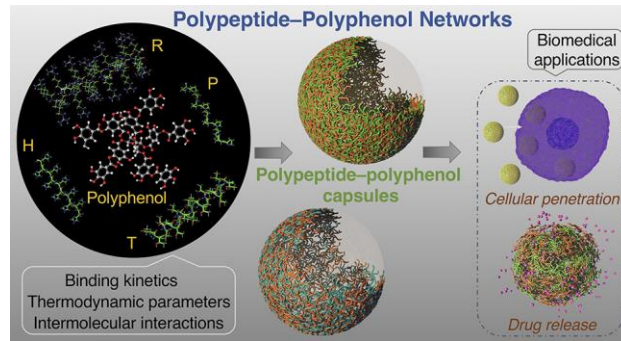 Polypeptide–Polyphenol Networks
R
P
H
Polyphenol
T
Binding kinetics
Thermodynamic parameters
Intermolecular interactions
Polypeptide–polyphenol
capsules
Biomedical
applications
Cellular penetration
Drug release